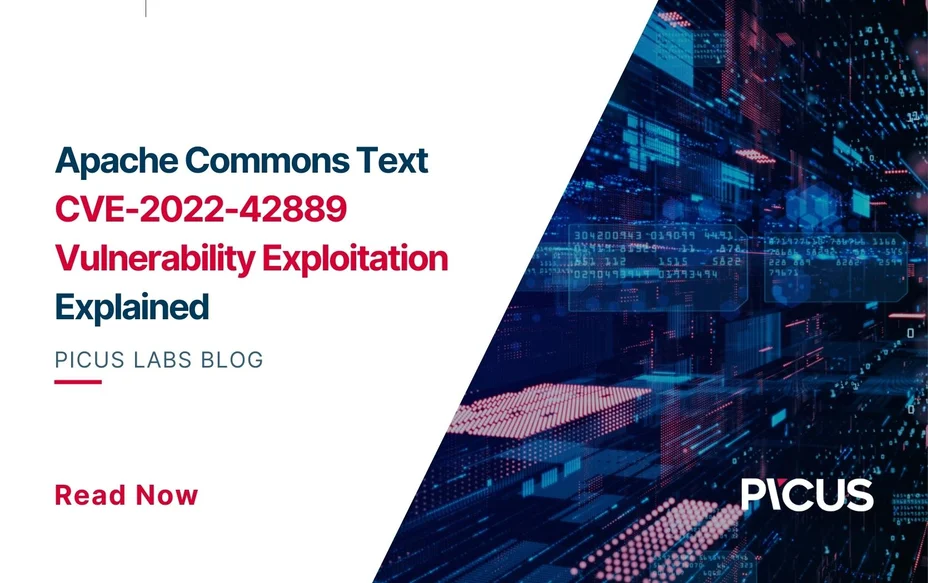 Apache Commons Text
CVE-2022-42889
Vulnerability Exploitation
Explained
PICUS LABS BLOG
Read Now
PICUS